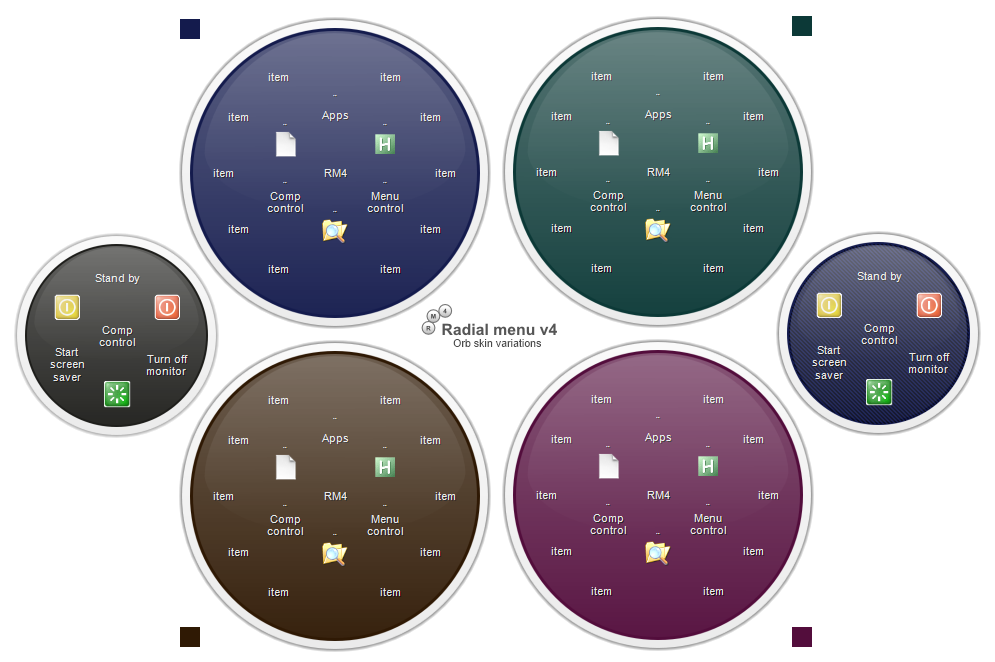 item item
Apps
item item
H
item RM4 item
Comp Menu
control control
item item
item item
item item
Apps
item item
H
item RM4 item
Comp Menu
control control
item item
item item
Stand by
Comp
control
Start
screen
saver
Turn off
monitor
M 4
R
Radial menu v4
Orb skin variations
Stand by
Comp
control
Start
screen
saver
Turn off
monitor
item item
Apps
item item
H
item RM4 item
Comp Menu
control control
item item
item item
item item
Apps
item item
H
item RM4 item
Comp Menu
control control
item item
item item